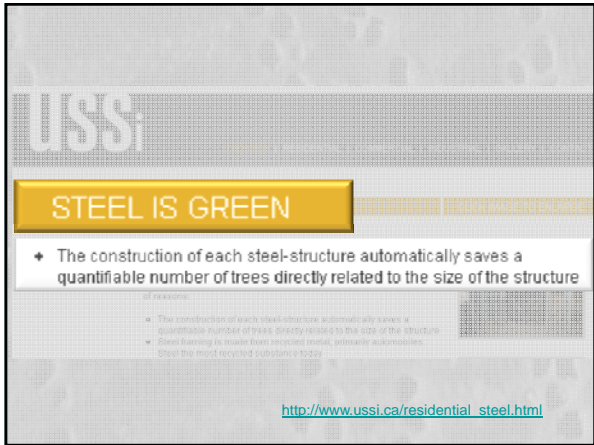 USSi
STEEL IS GREEN
The construction of each steel-structure automatically saves a
quantifiable number of trees directly related to the size of the structure
of reasons:
The construction of each steel-structure automatically saves a
quantifiable number of trees directly related to the size of the structure
Steel framing is made from recycled metal, primarily automobiles.
Steel the most recycled substance today
http://www.ussi.ca/residential_steel.html